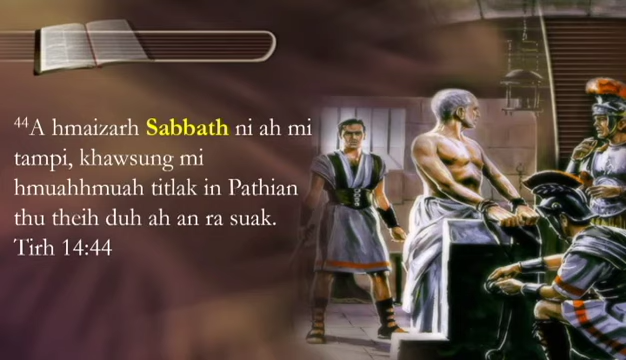 ⁴⁴A hmaizarh Sabbath ni ah mi
tampi, khawsung mi
hmuahhmuah titlak in Pathian
thu theih duh ah an ra suak.
Tirh 14:44